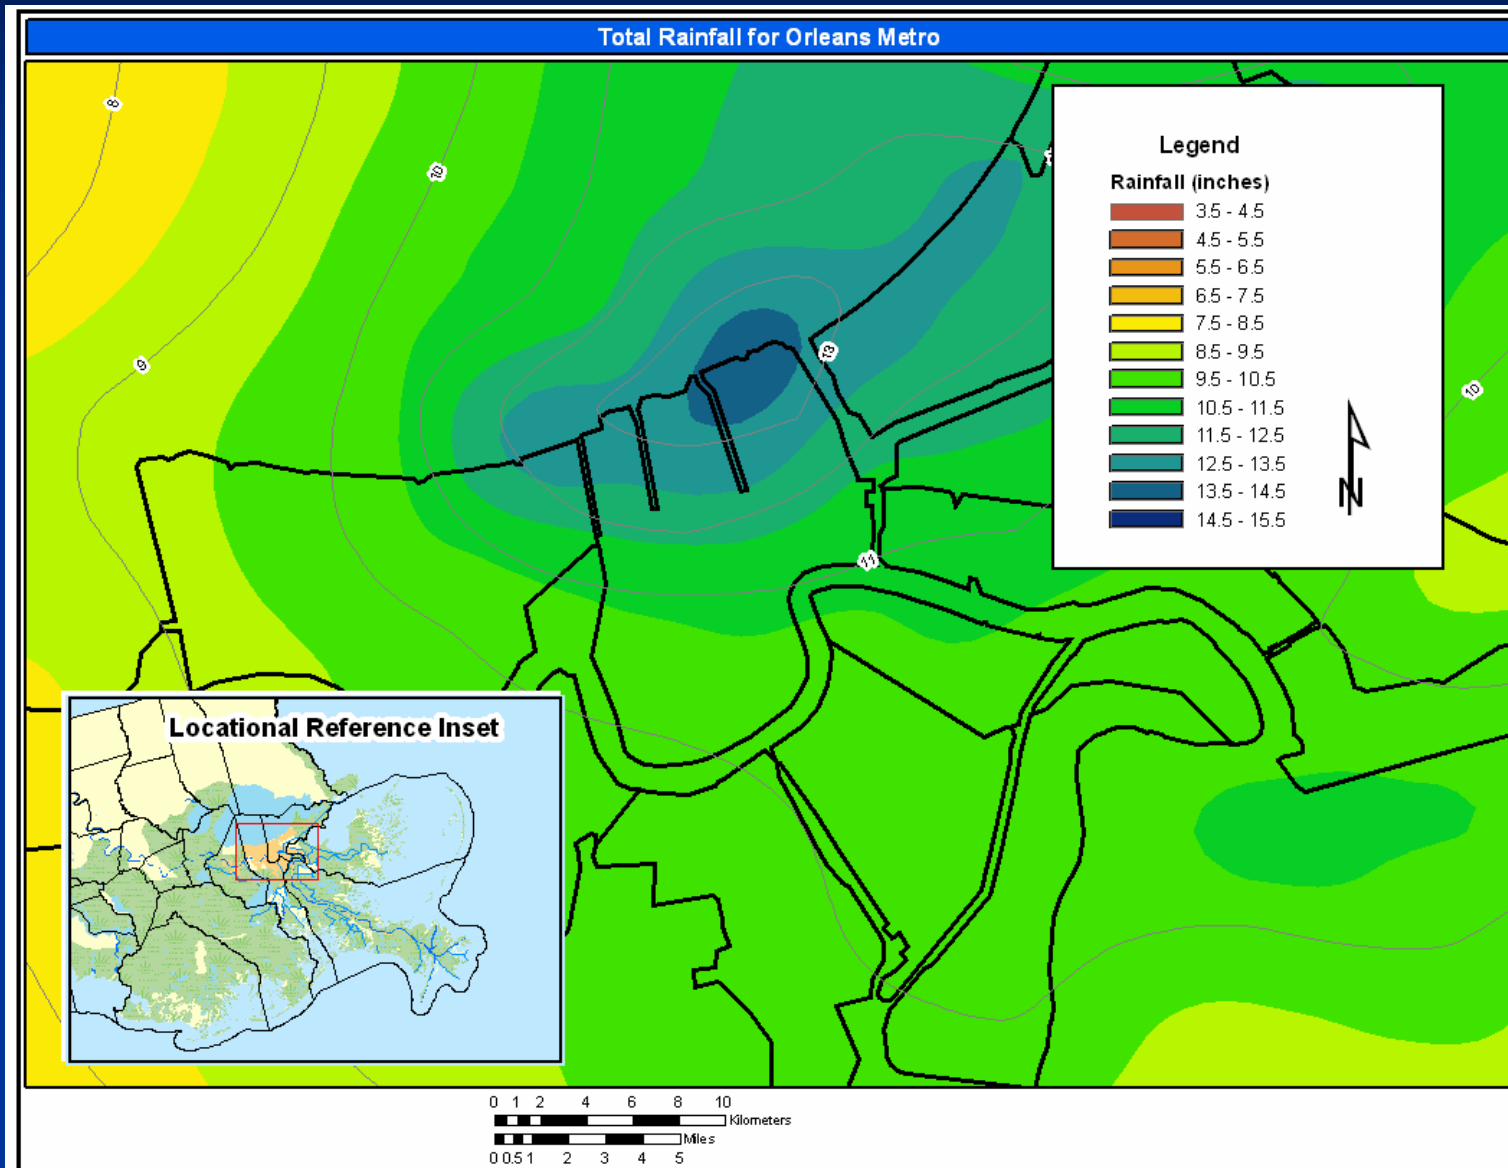 Total Rainfall for Orleans Metro
8
10
9
13
11
10
Legend
Rainfall (inches)
3.5 - 4.5
4.5 - 5.5
5.5 - 6.5
6.5 - 7.5
7.5 - 8.5
8.5 - 9.5
9.5 - 10.5
10.5 - 11.5
11.5 - 12.5
12.5 - 13.5
13.5 - 14.5
14.5 - 15.5
N
Locational Reference Inset
0 1 2 4 6 8 10
Kilometers
Miles
0 0.5 1 2 3 4 5